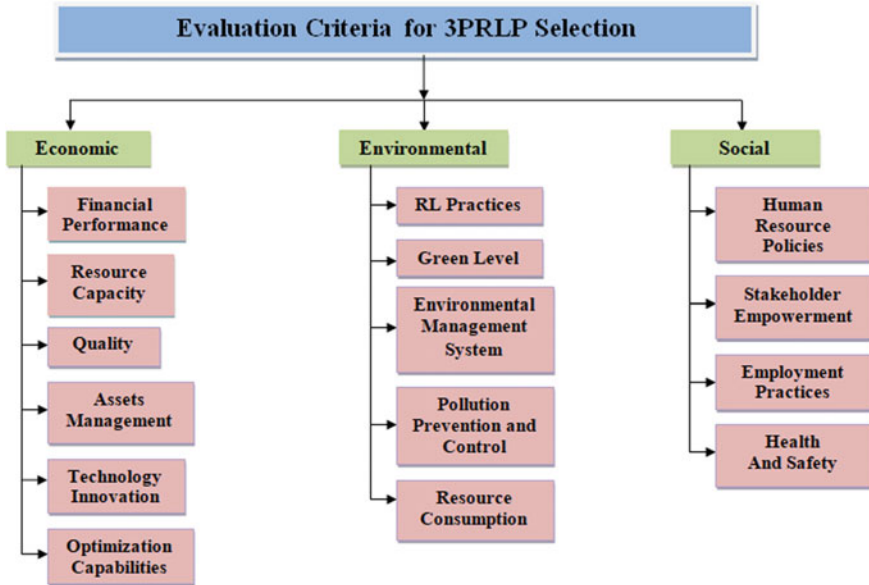 Evaluation Criteria for 3PRLP Selection
Economic
Financial
Performance
Resource
Capacity
Quality
Assets
Management
Technology
Innovation
Optimization
Capabilities
Environmental
RL Practices
Green Level
Environmental
Management
System
Pollution
Prevention and
Control
Resource
Consumption
Social
Human
Resource
Policies
Stakeholder
Empowerment
Employment
Practices
Health
And Safety